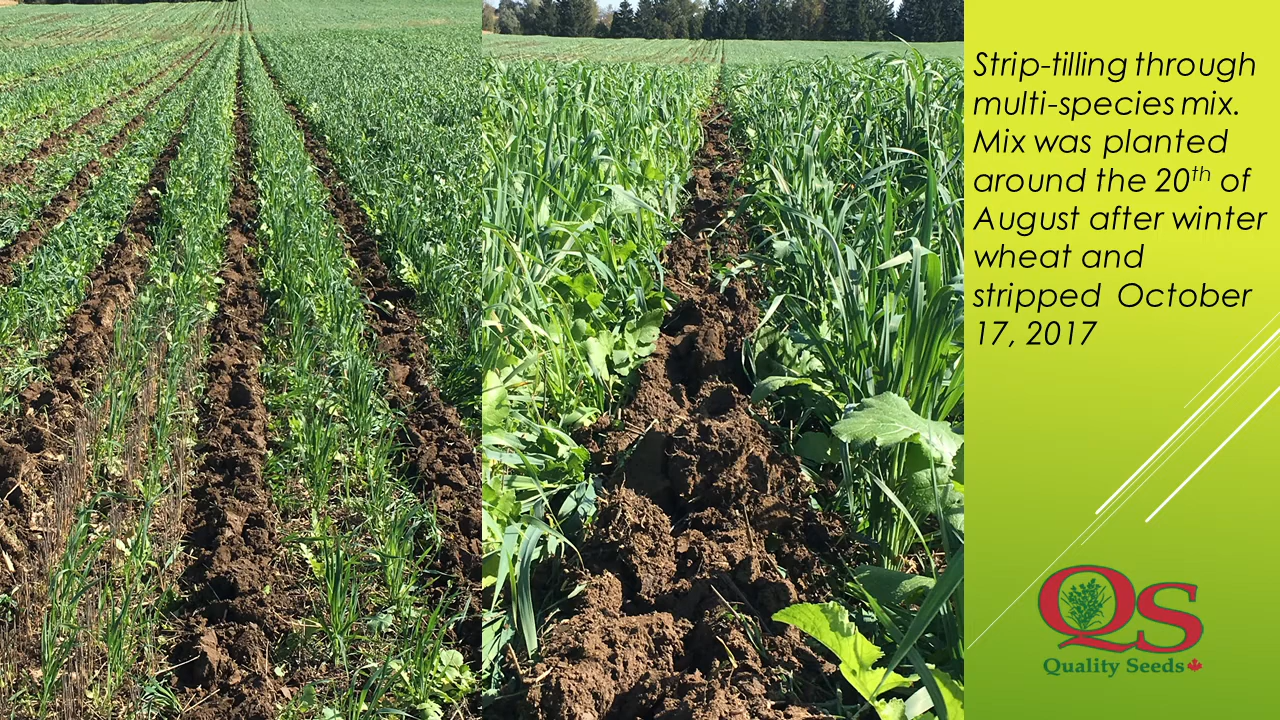 Strip-tilling through
multi-species mix.
Mix was planted
around the 20th of
August after winter
wheat and
stripped October
17, 2017
QS
Quality Seeds